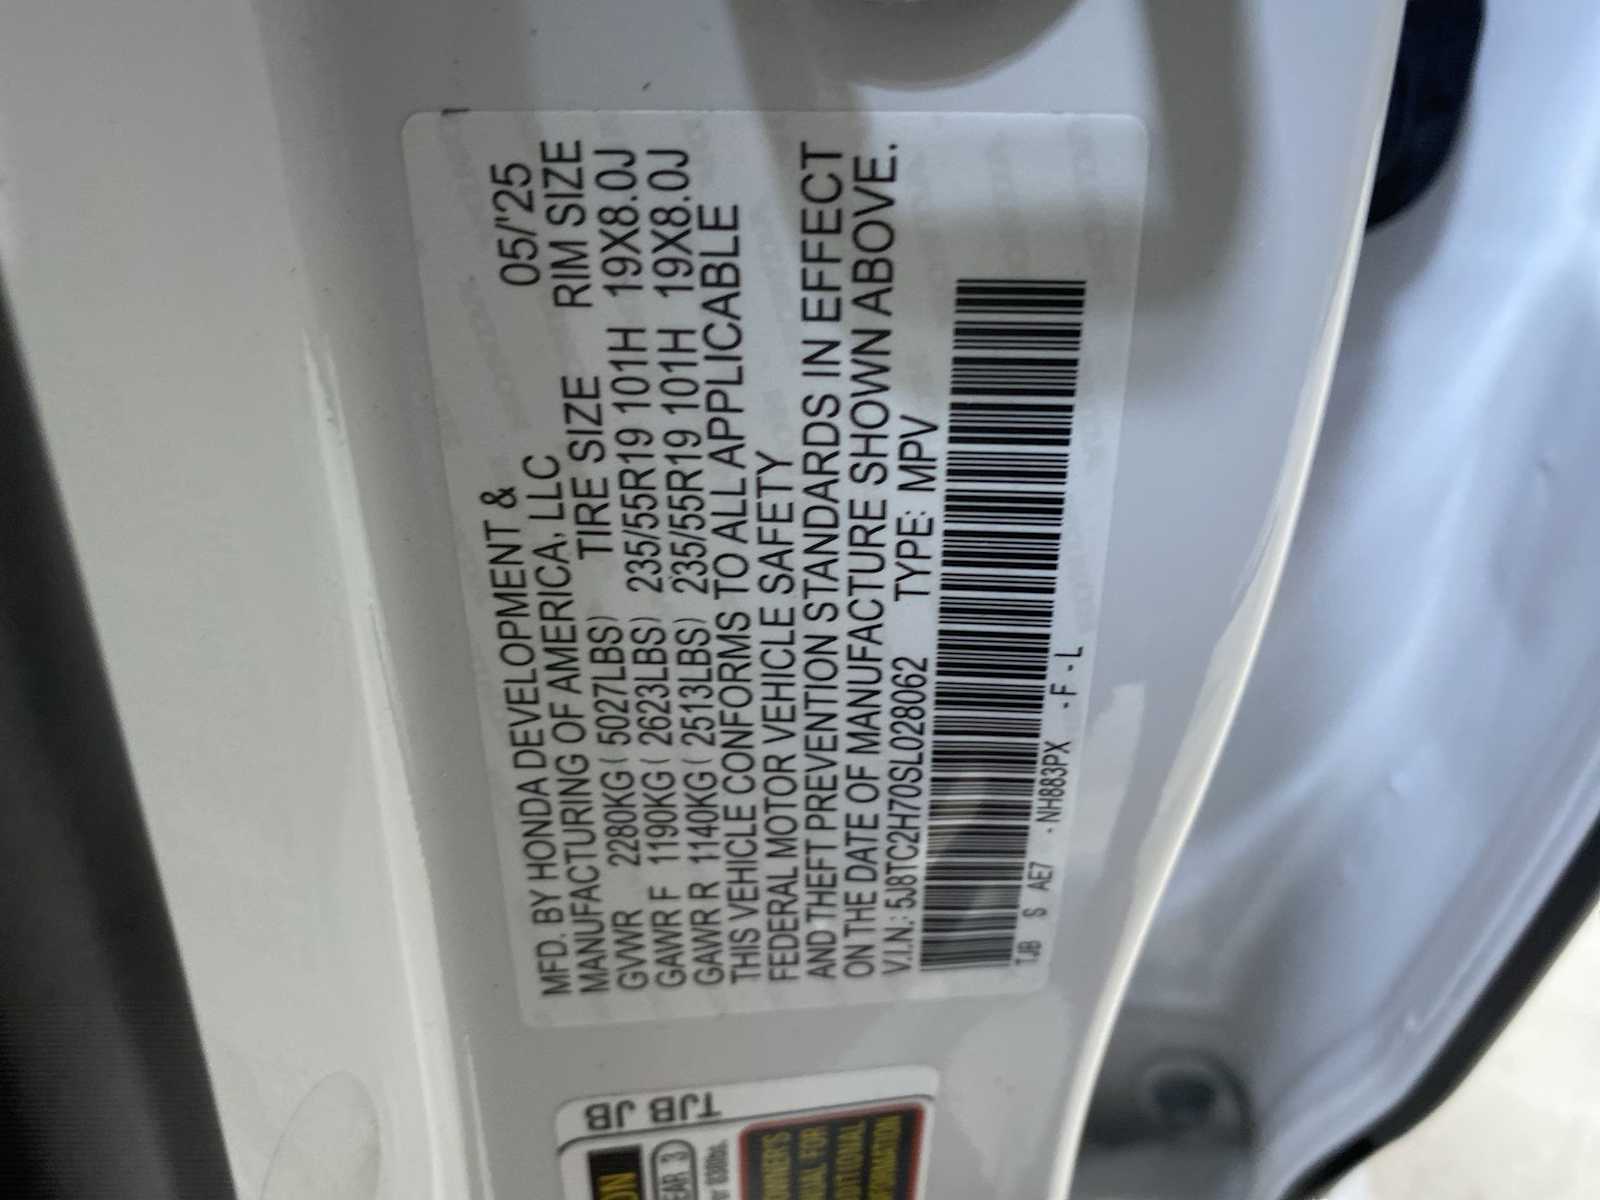 MFD. BY HONDA DEVELOPMENT & 05/'25
MANUFACTURING OF AMERICA, LLC
TIRE SIZE RIM SIZE
GVWR 2280KG ( 5027LBS)
GAWR F 1190KG ( 2623LBS) 235/55R19 101H 19X8.0J
GAWR R 1140KG ( 2513LBS) 235/55R19 101H 19X8.0J
THIS VEHICLE CONFORMS TO ALL APPLICABLE
FEDERAL MOTOR VEHICLE SAFETY
AND THEFT PREVENTION STANDARDS IN EFFECT
ON THE DATE OF MANUFACTURE SHOWN ABOVE.
V.I.N.: 5J8TC2H70SL028062 TYPE: MPV
TJB S AE7 -NH883PX -F-L
TJB JB
EAR 3